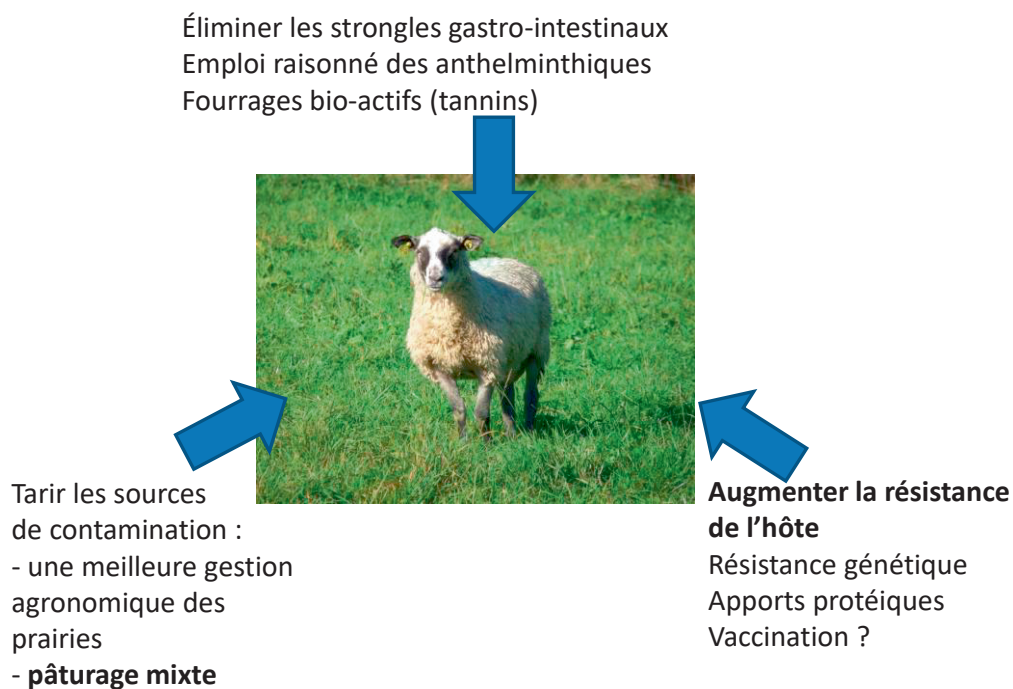 Éliminer les strongles gastro-intestinaux
Emploi raisonné des anthelminthiques
Fourrages bio-actifs (tannins)
Tarir les sources
de contamination :
- une meilleure gestion
agronomique des
prairies
- pâturage mixte
Augmenter la résistance
de l’hôte
Résistance génétique
Apports protéiques
Vaccination ?